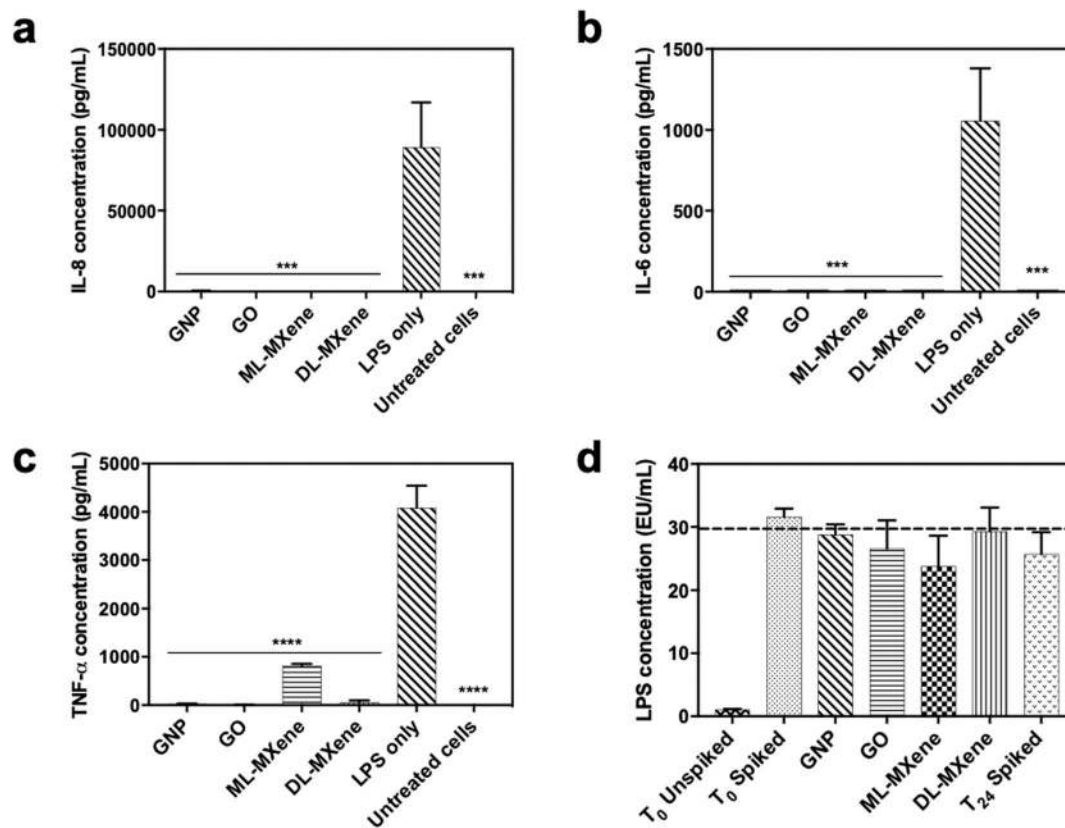 a
IL-8 concentration (pg/mL)
150000
100000
50000
0
***
***
GNP
GO
ML-MXene
DL-MXene
LPS only
Untreated cells
b
IL-6 concentration (pg/mL)
1500
1000
500
0
***
***
GNP
GO
ML-MXene
DL-MXene
LPS only
Untreated cells
c
TNF-α concentration (pg/mL)
5000
4000
3000
2000
1000
0
****
****
GNP
GO
ML-MXene
DL-MXene
LPS only
Untreated cells
d
LPS concentration (EU/mL)
40
30
20
10
0
T₀ Unspiked
T₀ Spiked
GNP
GO
ML-MXene
DL-MXene
T₂₄ Spiked